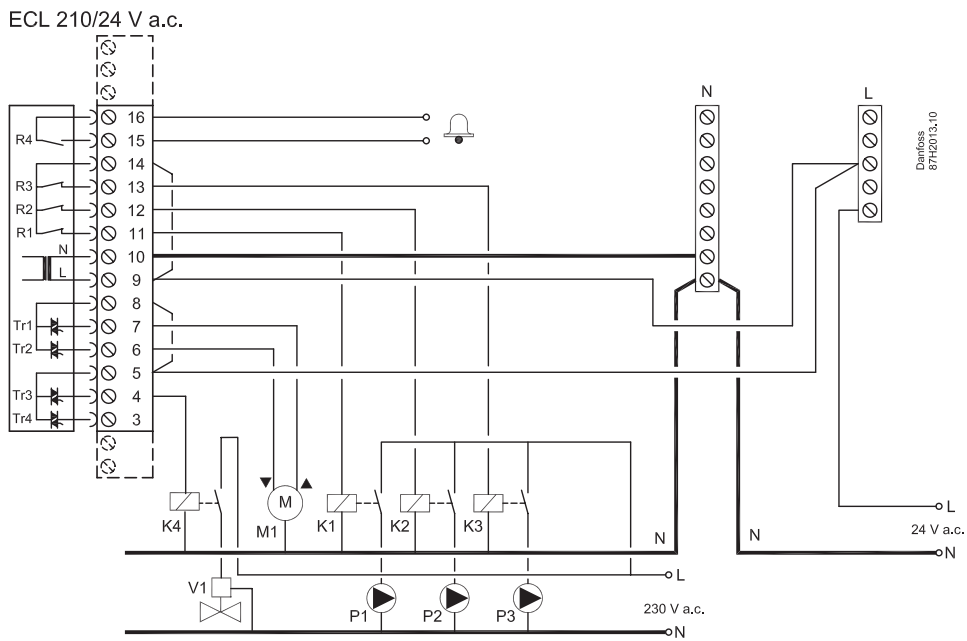 ECL 210/24 V a.c.
N
L
Danfoss
87H2013.10
16
R4
15
14
R3
13
R2
12
R1
11
N
10
L
9
8
Tr1
7
Tr2
6
5
Tr3
4
Tr4
3
K4
M
M1
K1
K2
K3
N
N
L
24 V a.c.
N
V1
L
P1
P2
P3
230 V a.c.
N